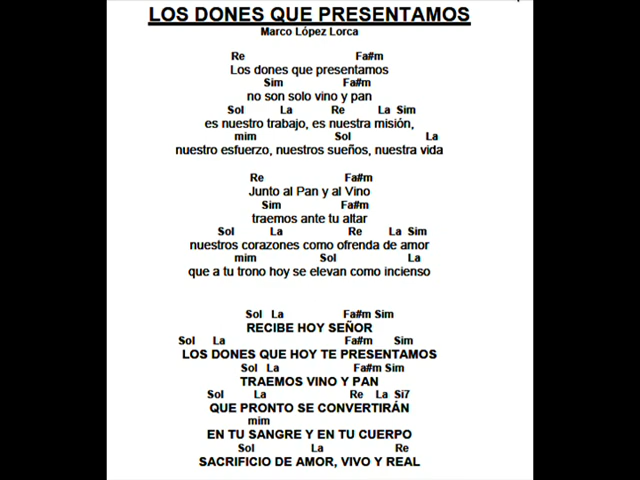 LOS DONES QUE PRESENTAMOS
Marco López Lorca
Re Fa#m
Los dones que presentamos
Sim Fa#m
no son solo vino y pan
Sol La Re La Sim
es nuestro trabajo, es nuestra misión,
mim Sol La
nuestro esfuerzo, nuestros sueños, nuestra vida
Re Fa#m
Junto al Pan y al Vino
Sim Fa#m
traemos ante tu altar
Sol La Re La Sim
nuestros corazones como ofrenda de amor
mim Sol La
que a tu trono hoy se elevan como incienso
Sol La Fa#m Sim
RECIBE HOY SEÑOR
Sol La Fa#m Sim
LOS DONES QUE HOY TE PRESENTAMOS
Sol La Fa#m Sim
TRAEMOS VINO Y PAN
Sol La Re La Si7
QUE PRONTO SE CONVERTIRÁN
mim
EN TU SANGRE Y EN TU CUERPO
Sol La Re
SACRIFICIO DE AMOR, VIVO Y REAL